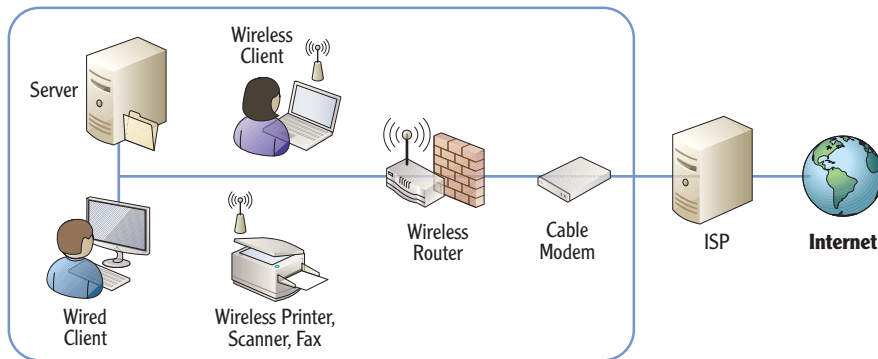 Wireless
Client
Server
Wireless
Router
Cable
Modem
ISP
Internet
Wired
Client
Wireless Printer,
Scanner, Fax